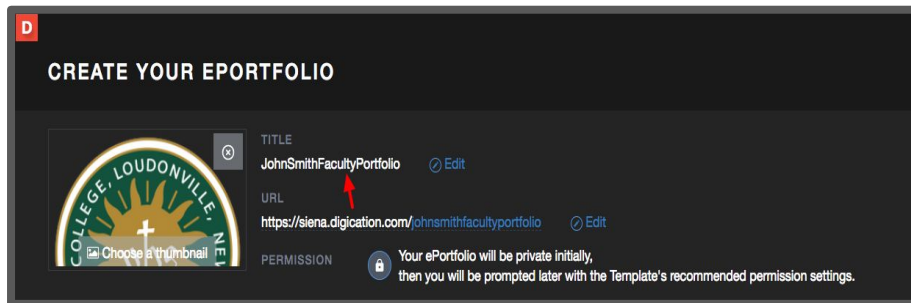 D
CREATE YOUR EPORTFOLIO
COLLEGE, LOUDONVILLE, NE
Choose a thumbnail
TITLE
JohnSmithFacultyPortfolio Edit
URL
https://siena.digication.com/johnsmithfacultyportfolio Edit
PERMISSION
Your ePortfolio will be private initially,
then you will be prompted later with the Template's recommended permission settings.